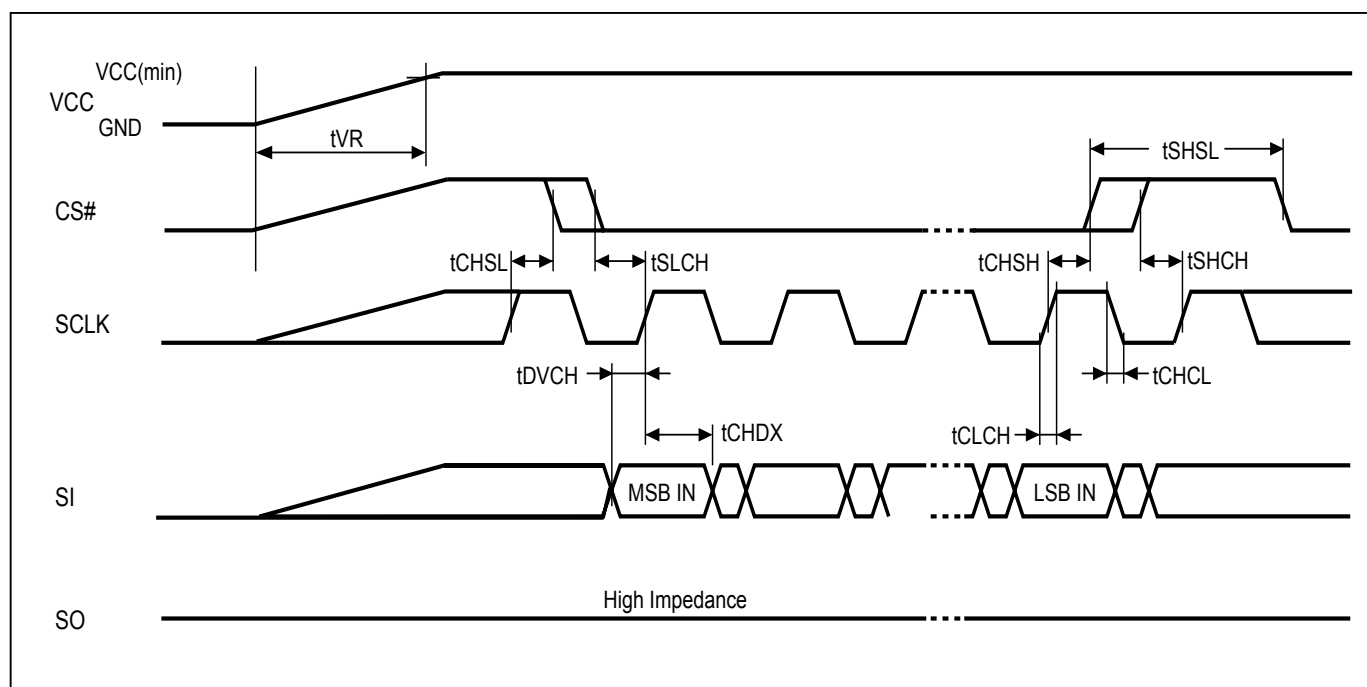 VCC(min)
VCC
GND
tVR
tSHSL
CS#
tCHSL
tSLCH
tCHSH
tSHCH
SCLK
tDVCH
tCHCL
tCHDX
tCLCH
SI
MSB IN
LSB IN
High Impedance
SO